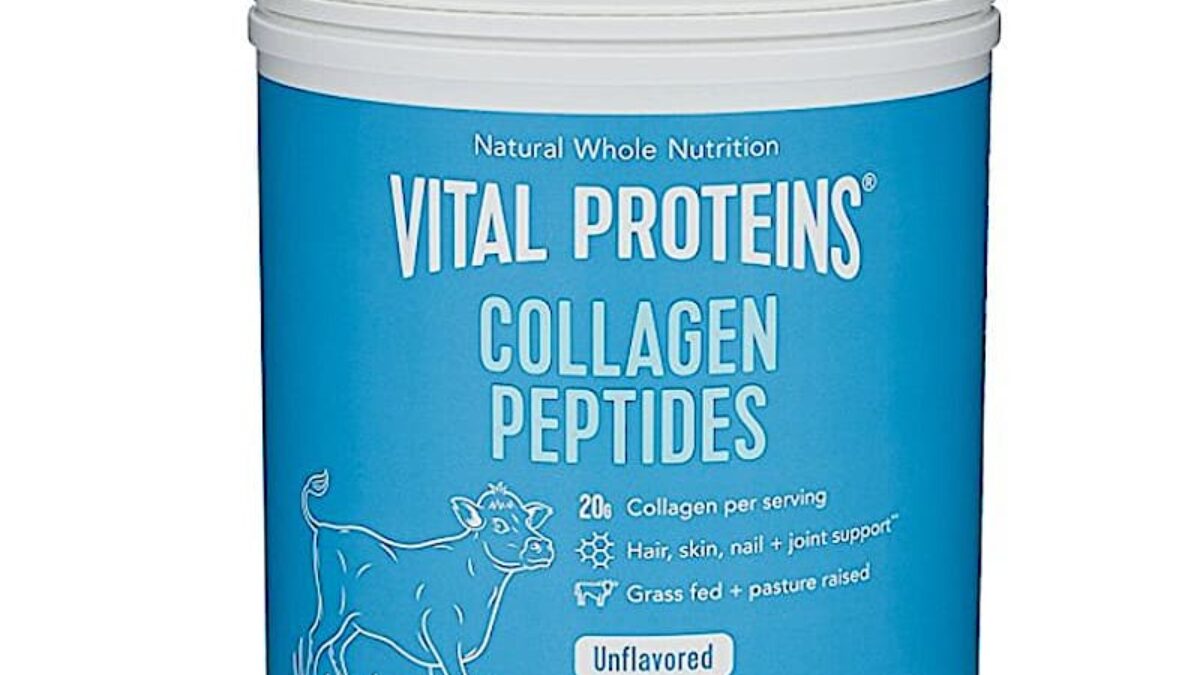 Natural Whole Nutrition
VITAL PROTEINS®
COLLAGEN
PEPTIDES
20G Collagen per serving
Hair, skin, nail + joint support**
Grass fed + pasture raised
Unflavored